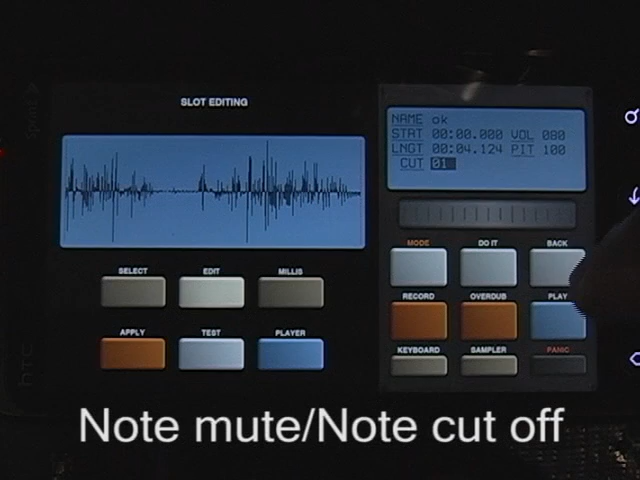 Sprint
hTC
SLOT EDITING
NAME ok
STRT 00:00.000 VOL 080
LNGT 00:04.124 PIT 100
CUT 01
SELECT EDIT MILLIS
APPLY TEST PLAYER
MODE DO IT BACK
RECORD OVERDUB PLAY
KEYBOARD SAMPLER PANIC
Note mute/Note cut off